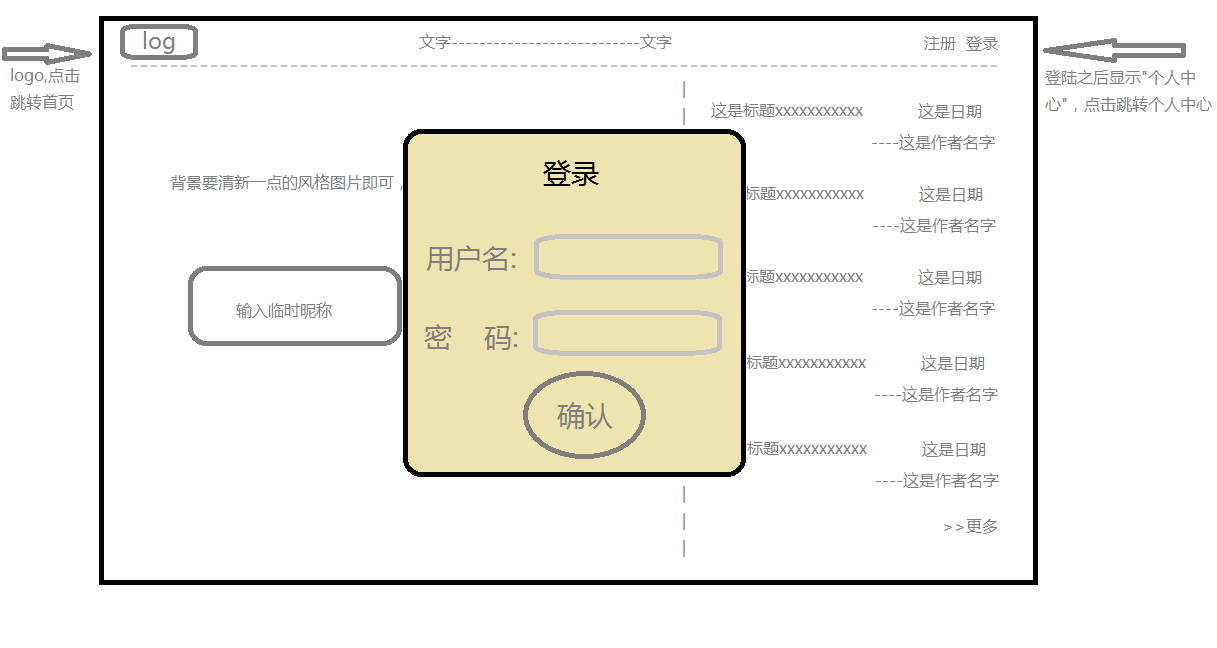 log
文字---------------------------文字
注册 登录
logo,点击
跳转首页
登陆之后显示"个人中
心"，点击跳转个人中心
背景要清新一点的风格图片即可，
输入临时昵称
登录
用户名:
密 码:
确认
这是标题xxxxxxxxxxx 这是日期
----这是作者名字
标题xxxxxxxxxxx 这是日期
----这是作者名字
标题xxxxxxxxxxx 这是日期
----这是作者名字
标题xxxxxxxxxxx 这是日期
----这是作者名字
标题xxxxxxxxxxx 这是日期
----这是作者名字
>>更多